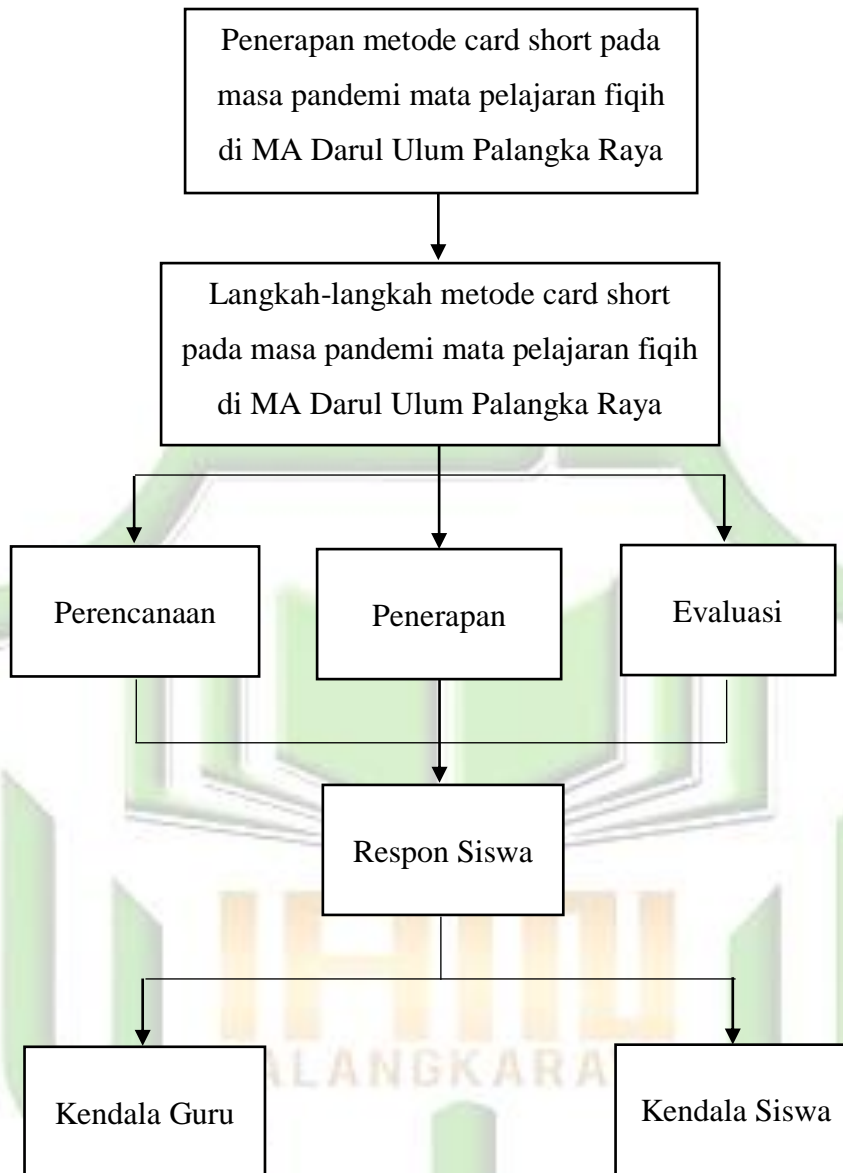 Penerapan metode card short pada
masa pandemi mata pelajaran fiqih
di MA Darul Ulum Palangka Raya
Langkah-langkah metode card short
pada masa pandemi mata pelajaran fiqih
di MA Darul Ulum Palangka Raya
Perencanaan
Penerapan
Evaluasi
Respon Siswa
IAIN
ALANGKARA
Kendala Guru
Kendala Siswa